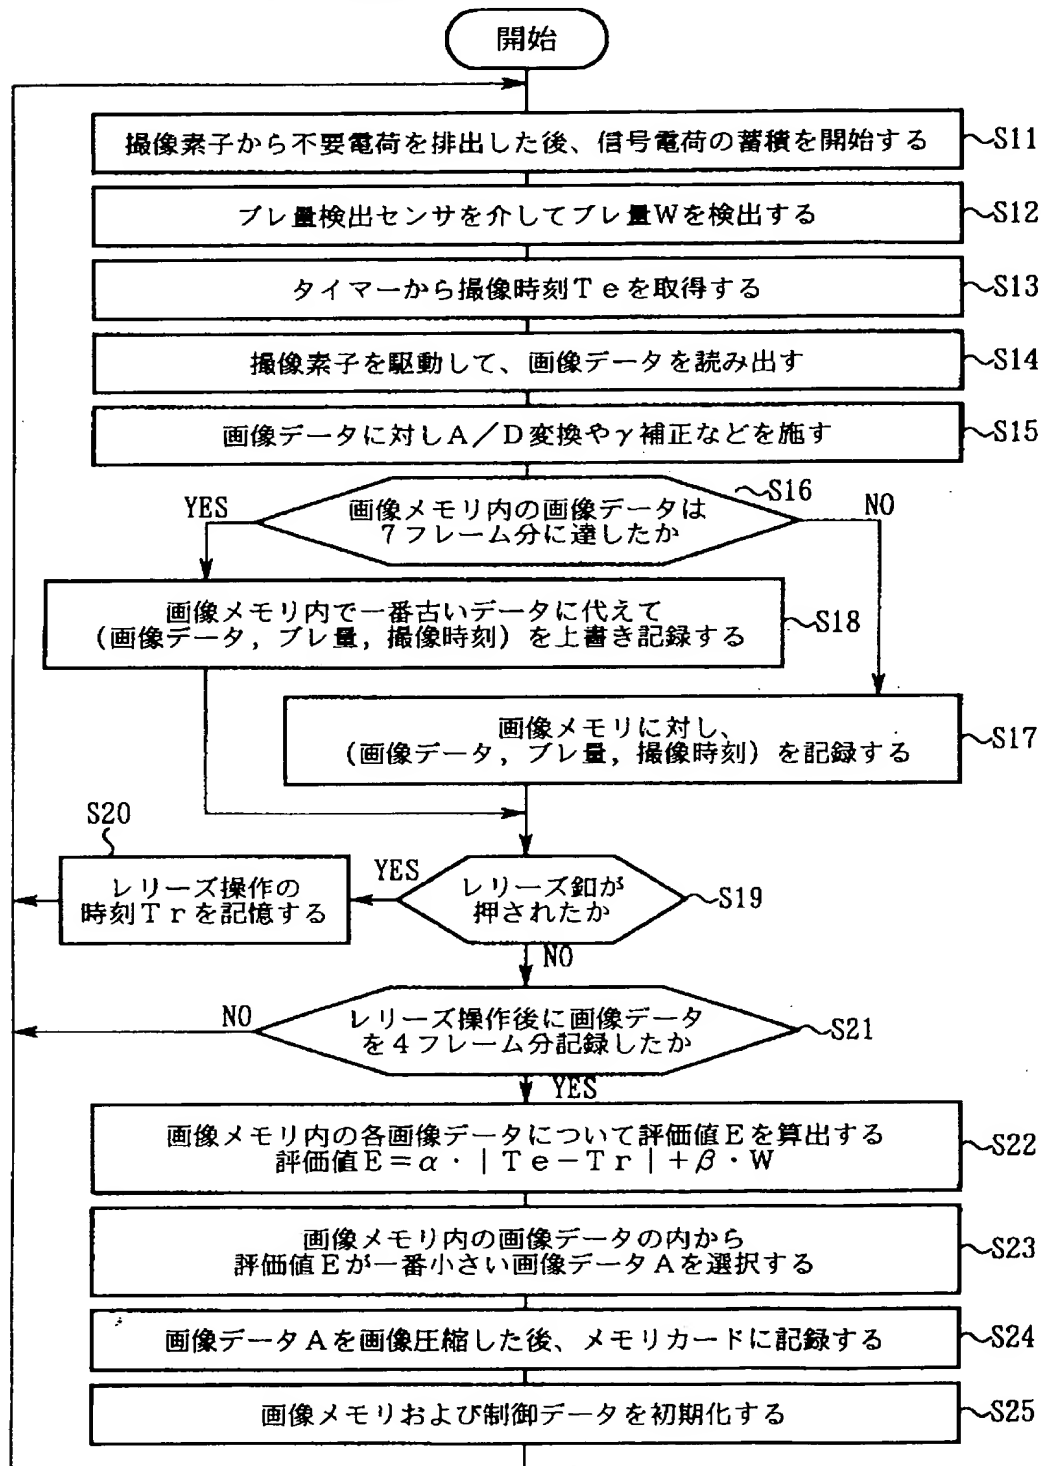 開始
撮像素子から不要電荷を排出した後、信号電荷の蓄積を開始する
S11
ブレ量検出センサを介してブレ量Wを検出する
S12
タイマーから撮像時刻Teを取得する
S13
撮像素子を駆動して、画像データを読み出す
S14
画像データに対しA/D変換やγ補正などを施す
S15
S16
YES
画像メモリ内の画像データは
7フレーム分に達したか
NO
画像メモリ内で一番古いデータに代えて
(画像データ,ブレ量,撮像時刻)を上書き記録する
S18
画像メモリに対し、
(画像データ,ブレ量,撮像時刻)を記録する
S17
S20
レリーズ操作の
時刻Trを記憶する
YES
レリーズ釦が
押されたか
S19
NO
NO
レリーズ操作後に画像データ
を4フレーム分記録したか
S21
YES
画像メモリ内の各画像データについて評価値Eを算出する
評価値E=α・|Te-Tr|+β・W
S22
画像メモリ内の画像データの内から
評価値Eが一番小さい画像データAを選択する
S23
画像データAを画像圧縮した後、メモリカードに記録する
S24
画像メモリおよび制御データを初期化する
S25